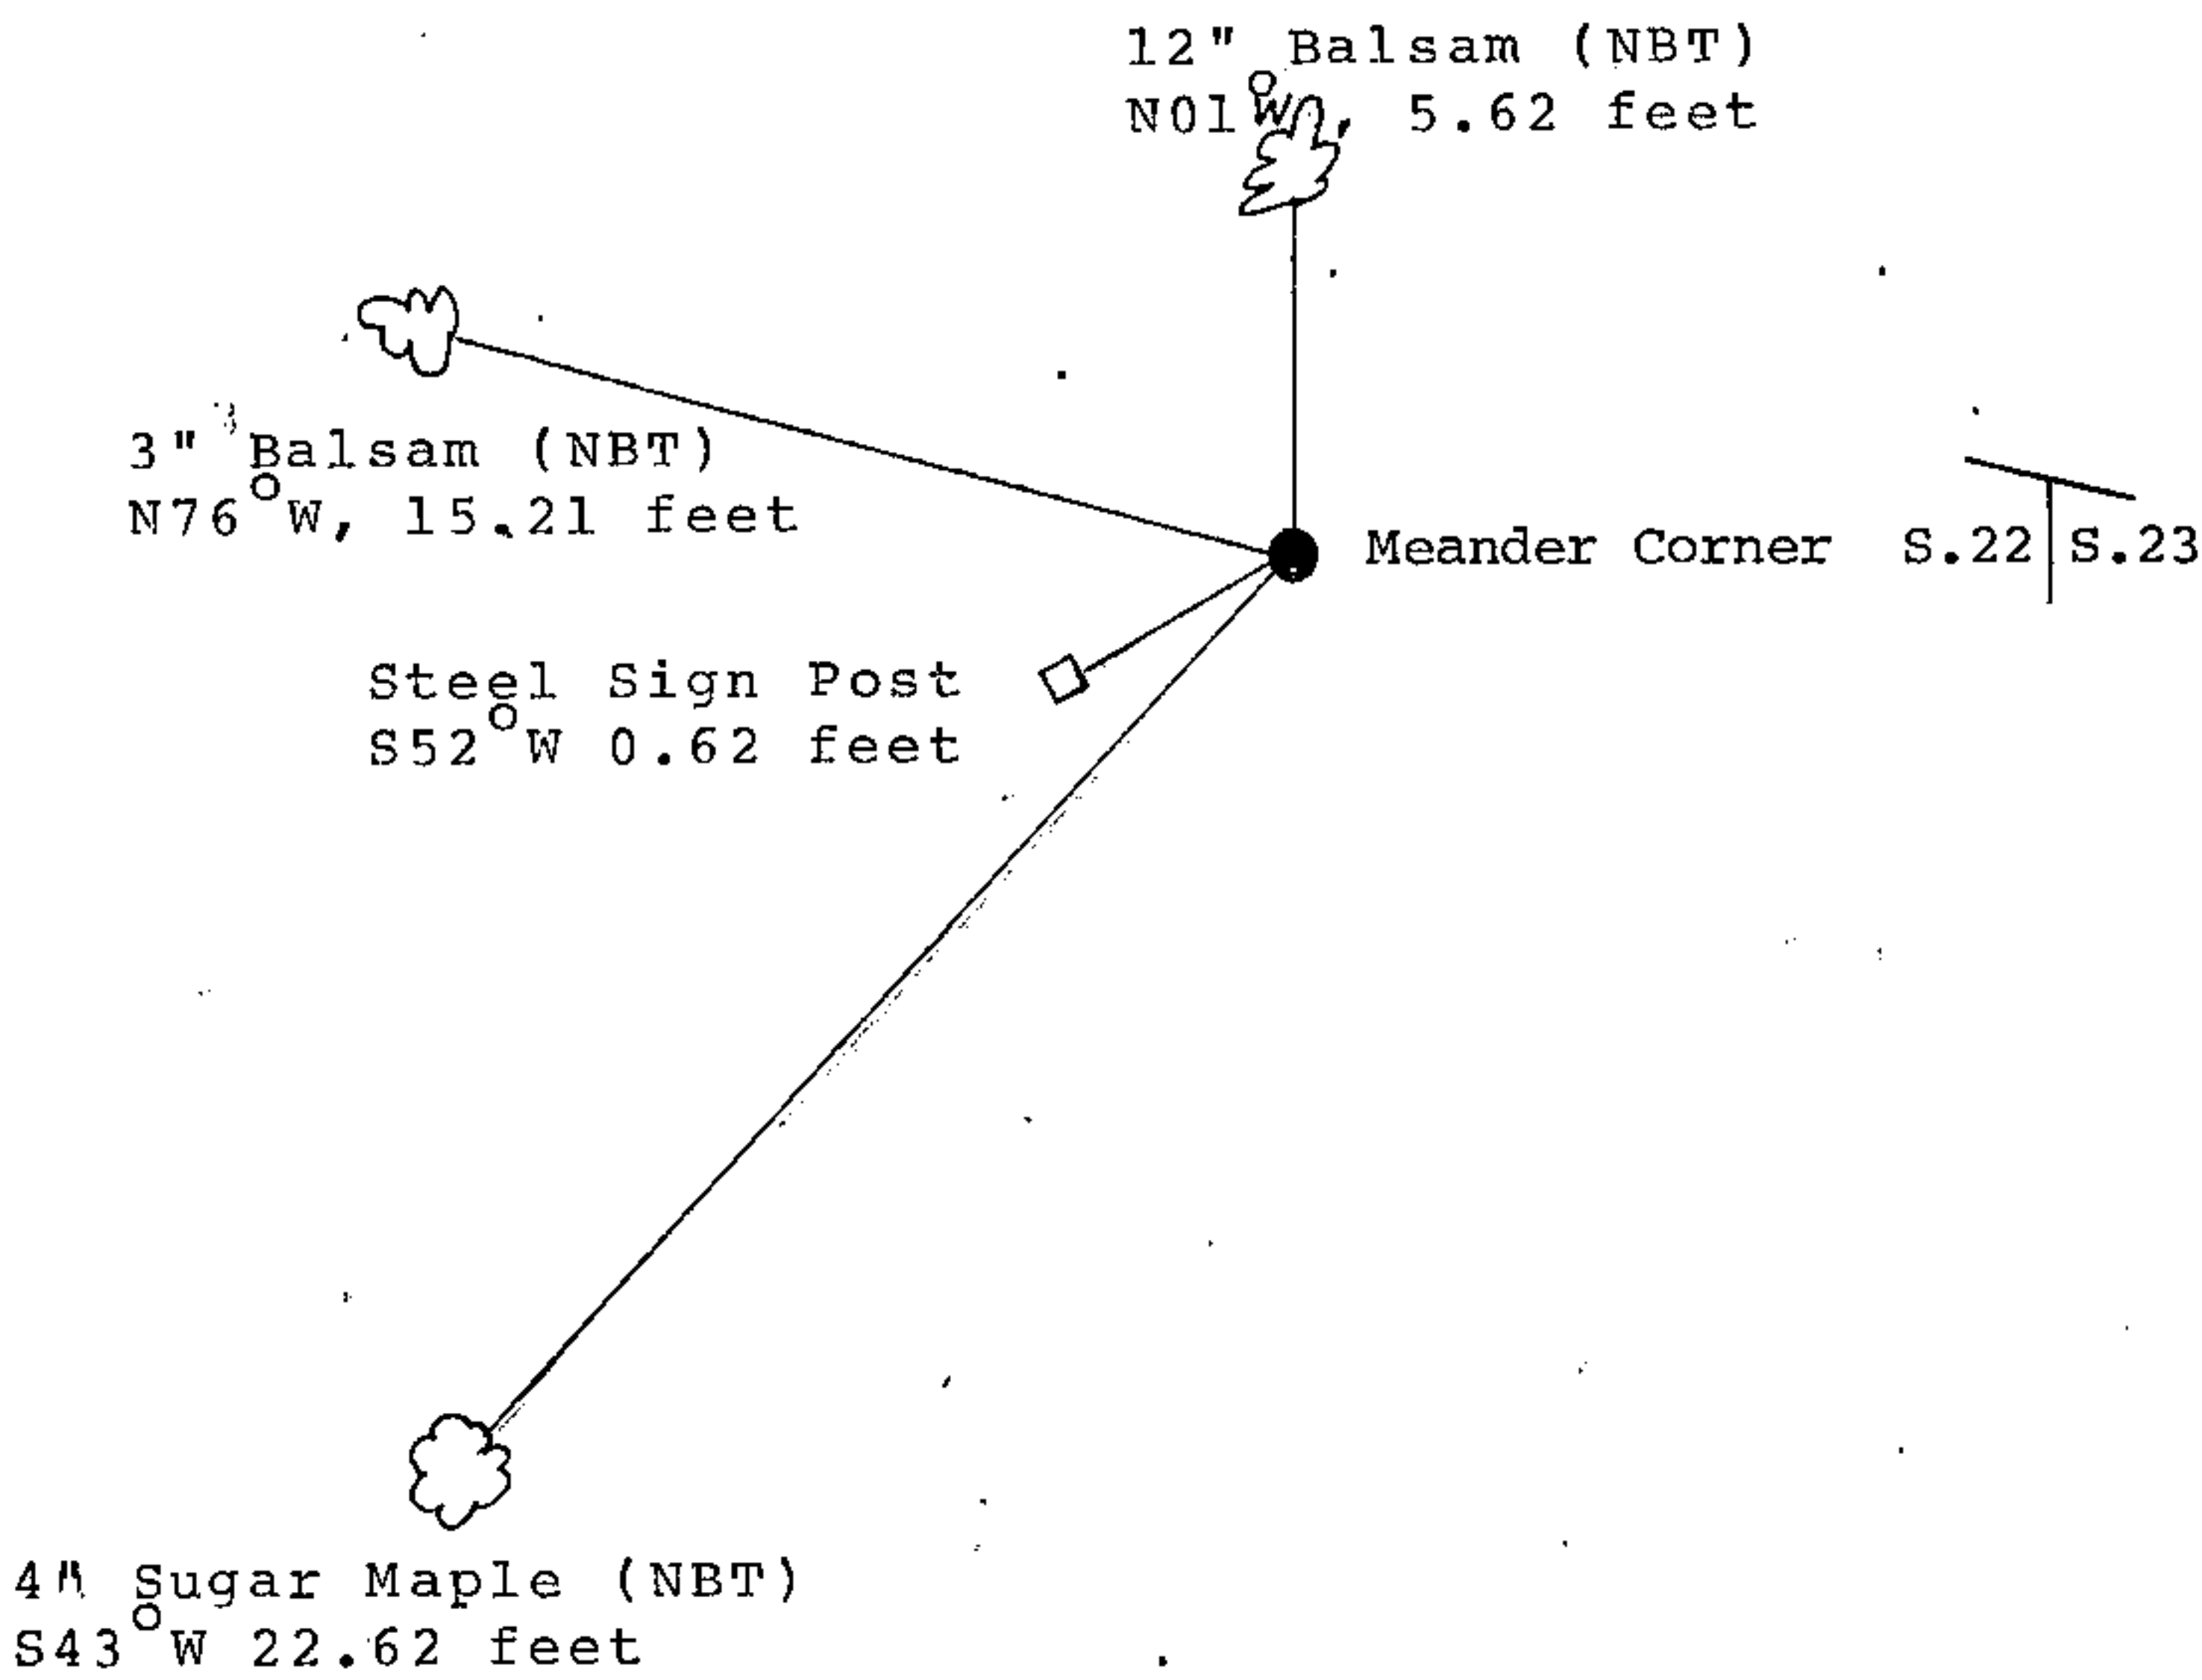 12" Balsam (NBT)
N01°W, 5.62 feet
3" Balsam (NBT)
N76°W, 15.21 feet
Meander Corner S.22 S.23
Steel Sign Post
S52°W 0.62 feet
4" Sugar Maple (NBT)
S43°W 22.62 feet